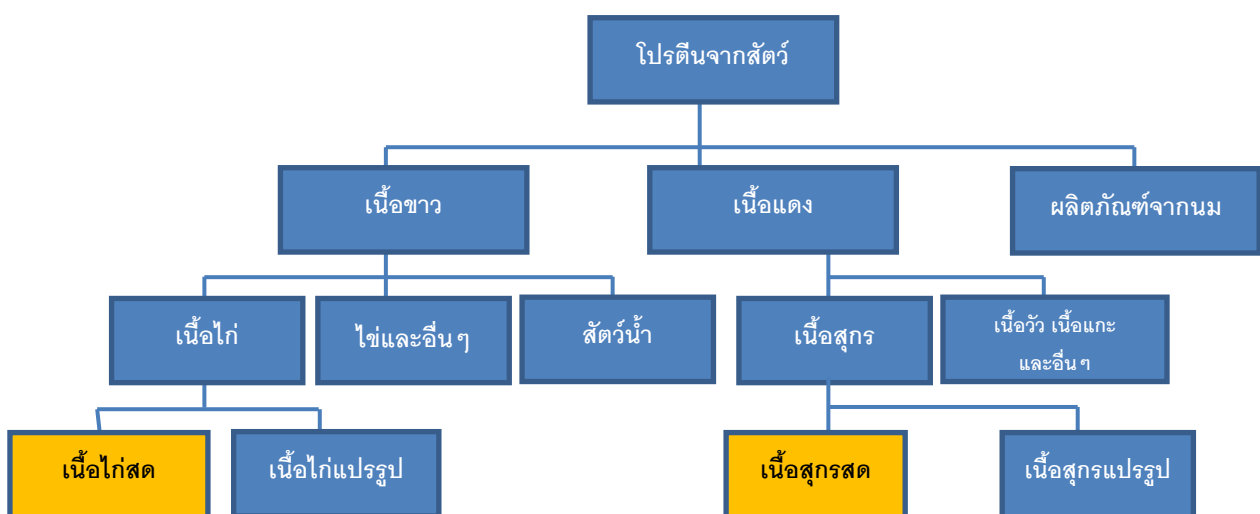 โปรตีนจากสัตว์
เนื้อขาว
เนื้อแดง
ผลิตภัณฑ์จากนม
เนื้อไก่
ไข่และอื่นๆ
สัตว์น้ำ
เนื้อสุกร
เนื้อวัว เนื้อแกะ
และอื่นๆ
เนื้อไก่สด
เนื้อไก่แปรรูป
เนื้อสุกรสด
เนื้อสุกรแปรรูป